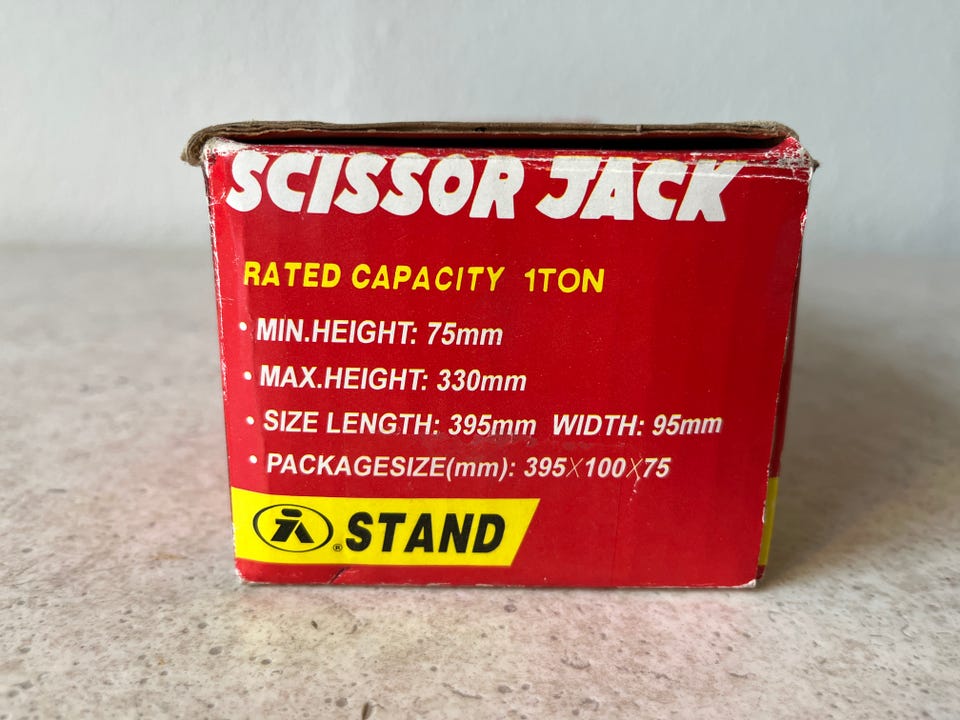 SCISSOR JACK
RATED CAPACITY 1TON
• MIN.HEIGHT: 75mm
• MAX.HEIGHT: 330mm
• SIZE LENGTH: 395mm WIDTH: 95mm
• PACKAGESIZE(mm): 395X100X75
® STAND